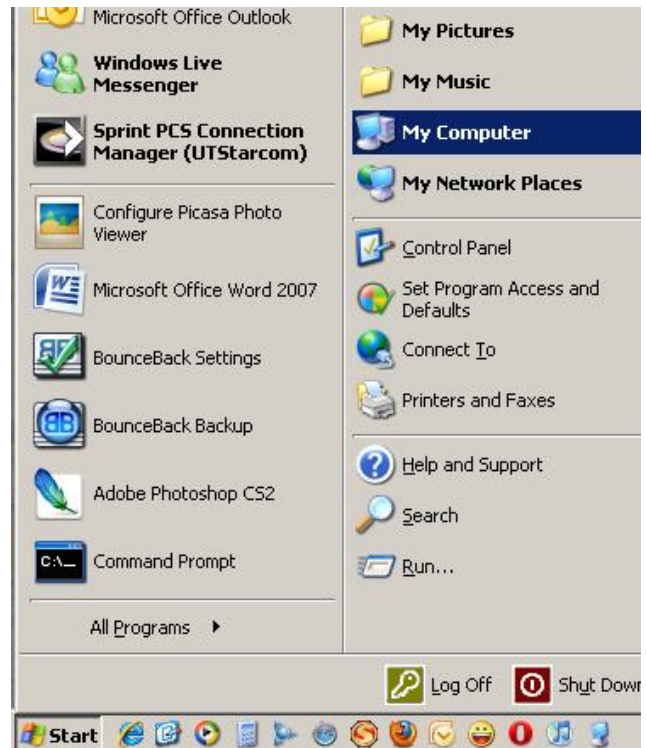 Microsoft Office Outlook
Windows Live
Messenger
Sprint PCS Connection
Manager (UTStarcom)
Configure Picasa Photo
Viewer
Microsoft Office Word 2007
BounceBack Settings
BounceBack Backup
Adobe Photoshop CS2
C:\_
Command Prompt
All Programs
My Pictures
My Music
My Computer
My Network Places
Control Panel
Set Program Access and
Defaults
Connect To
Printers and Faxes
Help and Support
Search
Run...
Log Off
Shut Down
Start